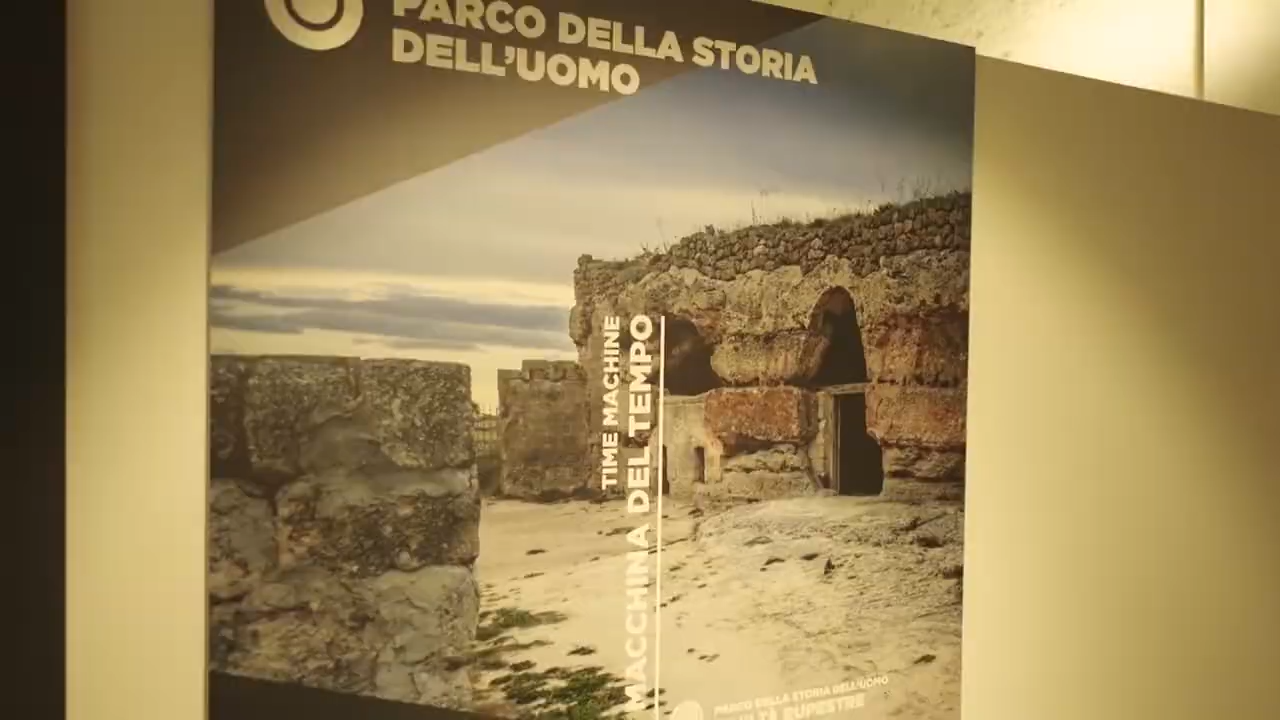 PARCO DELLA STORIA
DELL'UOMO
TIME MACHINE
MACCHINA DEL TEMPO
PARCO DELLA STORIA DELL'UOMO
RUPESTRE